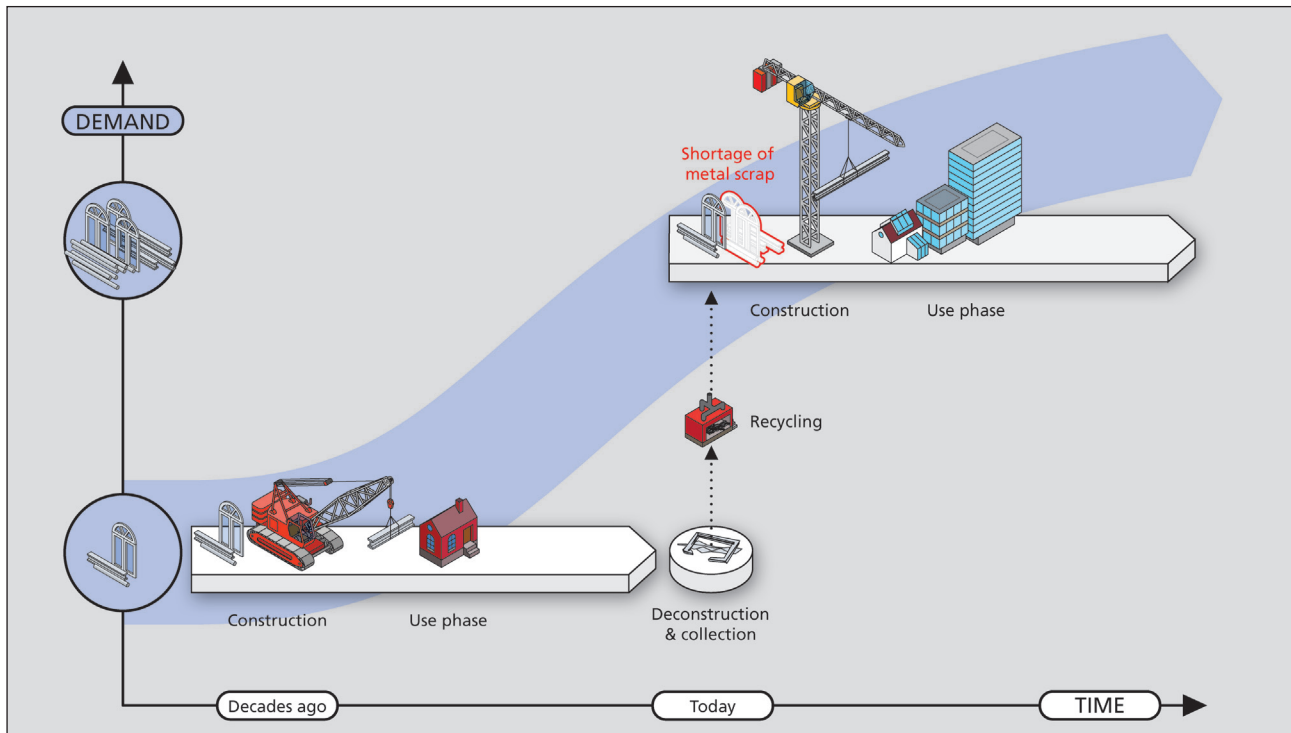 DEMAND
Shortage of
metal scrap
Construction
Use phase
Recycling
Construction
Use phase
Deconstruction
& collection
Decades ago
Today
TIME